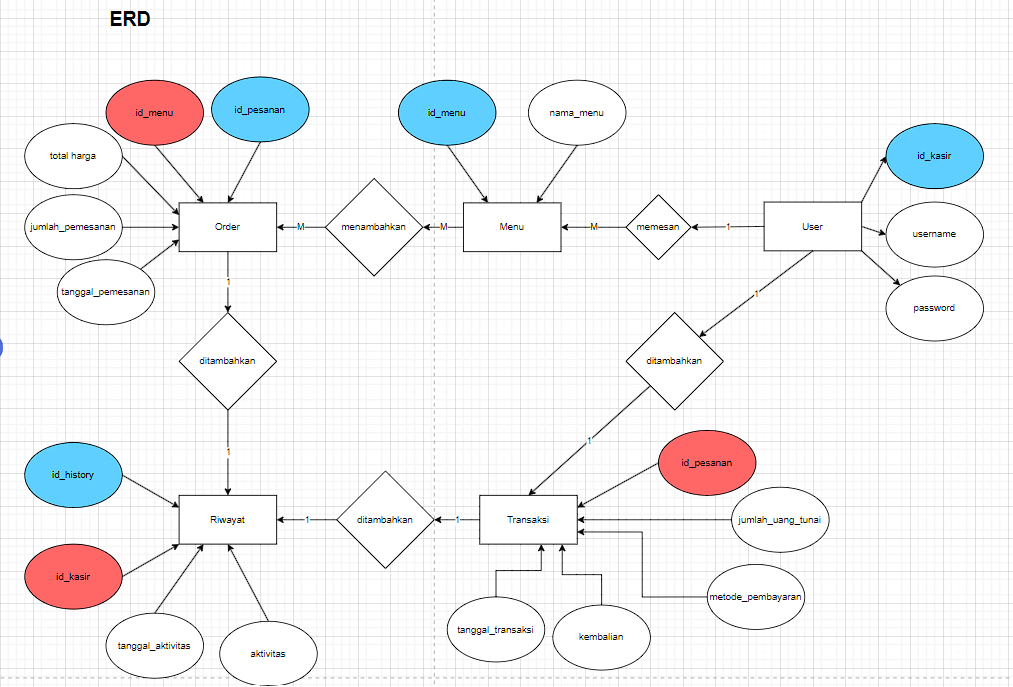 ERD
id_menu
id_pesanan
id_menu
nama_menu
total harga
id_kasir
jumlah_pemesanan
Order
M
menambahkan
M
Menu
M
memesan
1
User
username
tanggal_pemesanan
1
1
password
ditambahkan
ditambahkan
1
1
id_history
id_pesanan
Riwayat
1
ditambahkan
1
Transaksi
jumlah_uang_tunai
id_kasir
metode_pembayaran
tanggal_aktivitas
aktivitas
tanggal_transaksi
kembalian